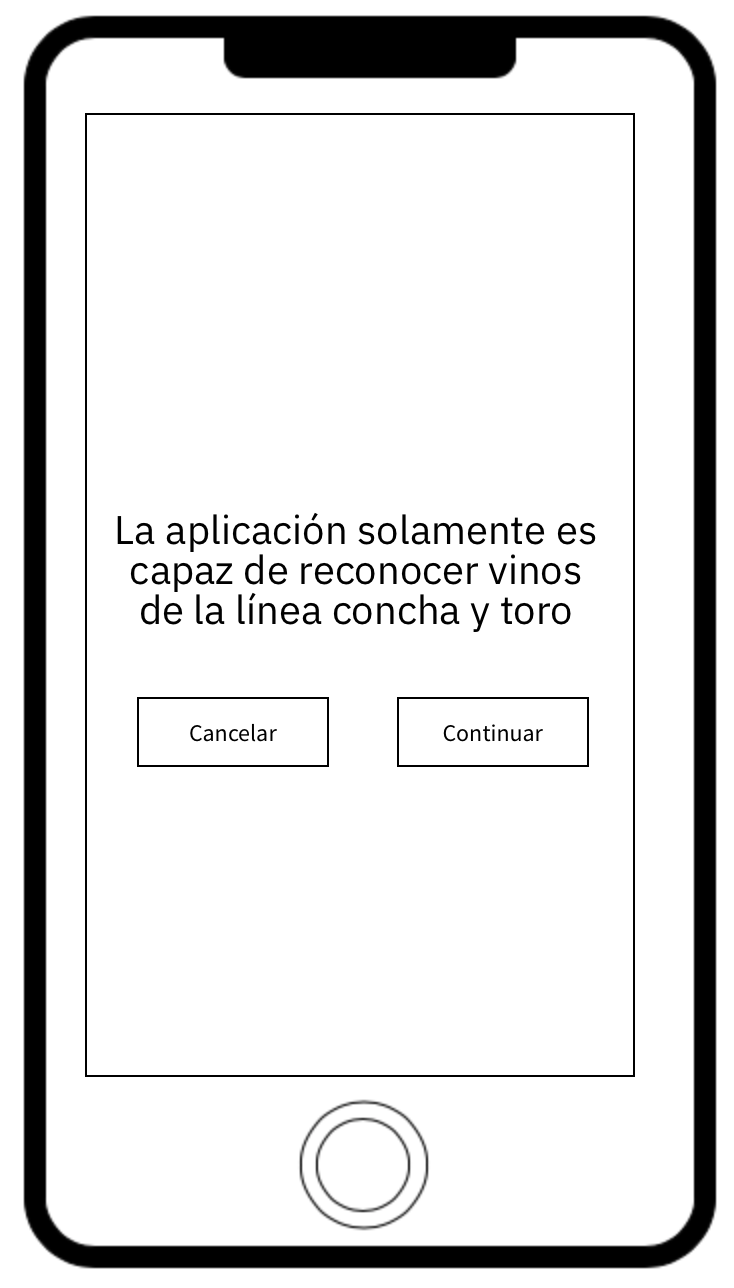 La aplicación solamente es
capaz de reconocer vinos
de la línea concha y toro
Cancelar
Continuar